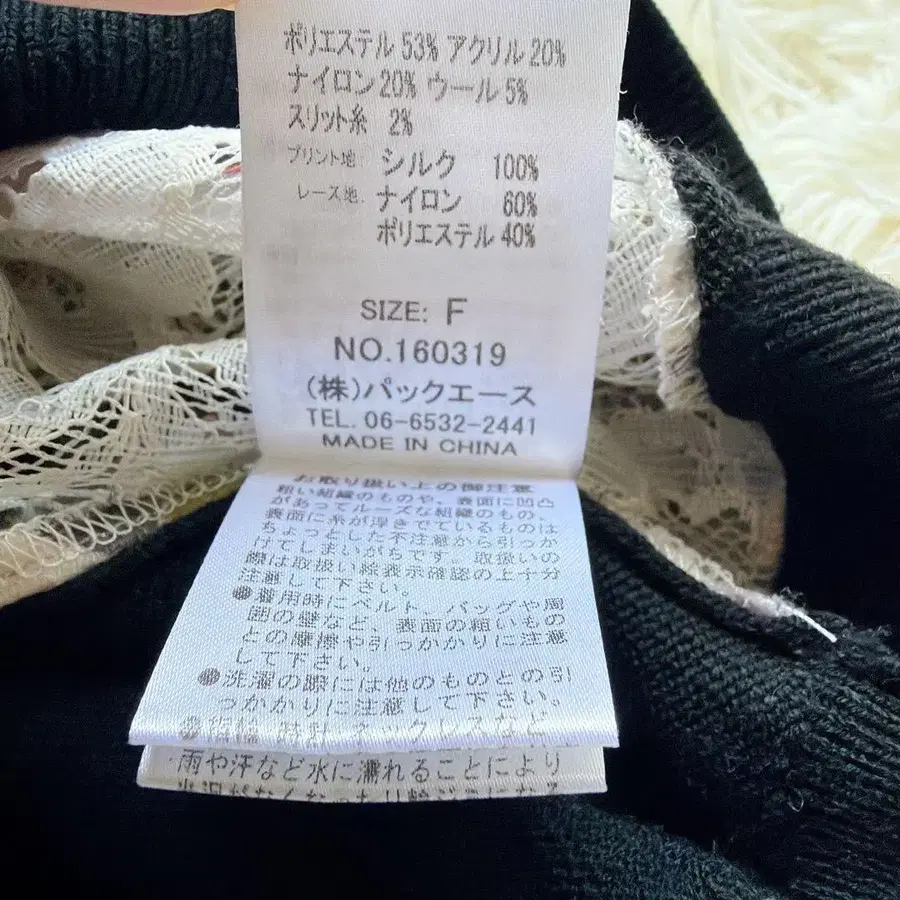 ポリエステル 53% アクリル 20%
ナイロン 20% ウール 5%
スリット糸 2%
プリント地. シルク 100%
レース地. ナイロン 60%
ポリエステル 40%
SIZE: F
NO.160319
(株)パックエース
TEL. 06-6532-2441
MADE IN CHINA
お取り扱い上の御注意
粗い組織のものや、表面に凹凸
があってルーズな組織のもの、
表面に糸が浮きでているものは
ちょっとした不注意から引っか
けてしまいがちです。取扱いの
際は取扱い絵表示確認の上十分
注意して下さい。
●着用時にベルト、バッグや周
囲の壁など、表面の粗いもの
との摩擦や引っかかりに注意
して下さい。
●洗濯の際には他のものとの引
っかかりに注意して下さい。
●指輪、時計、ネックレスなど
雨や汗など水に濡れることにより